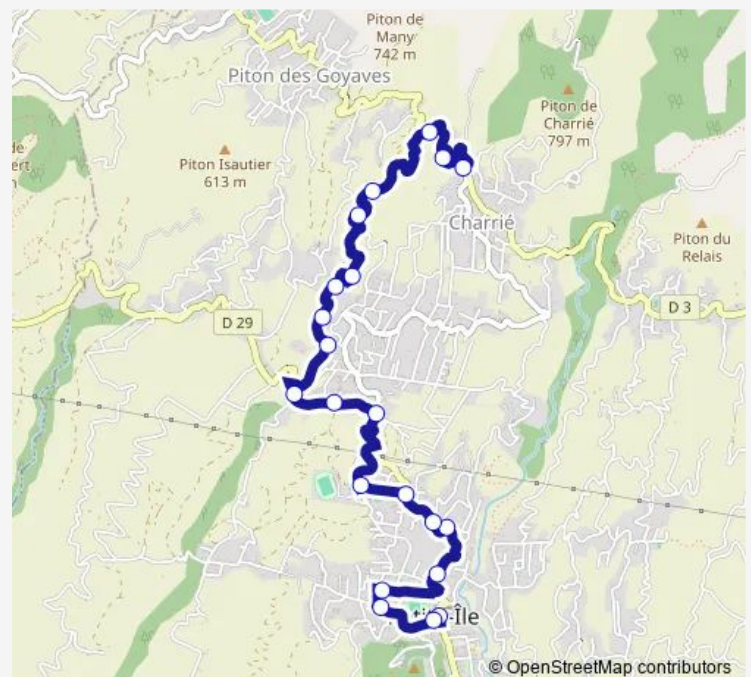 Piton de
Many
742 m
Piton des Goyaves
Piton de
Charrié
797 m
Piton Isautier
613 m
Charrié
Piton du
Relais
D 29
D 3
Île
© OpenStreetMap contributors